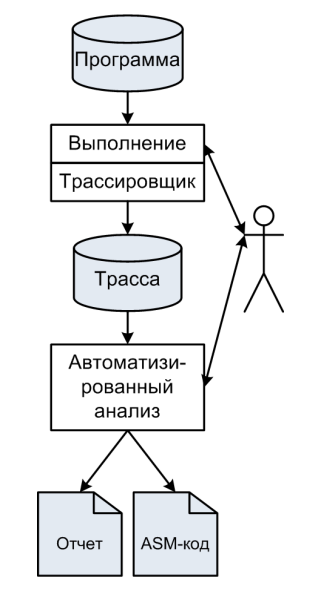 Программа
Выполнение
Трассировщик
Трасса
Автоматизи-
рованный
анализ
Отчет
ASM-код